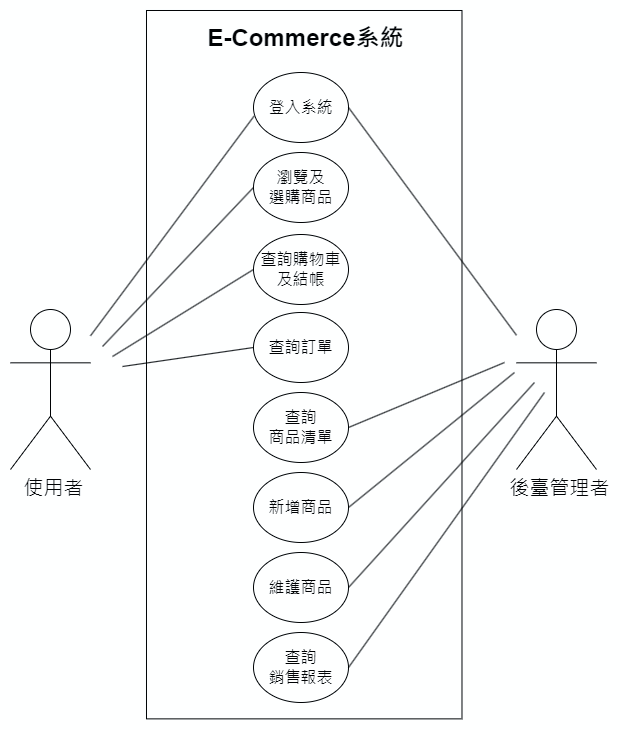 E-Commerce系統
登入系統
瀏覽及
選購商品
查詢購物車
及結帳
查詢訂單
查詢
商品清單
新增商品
維護商品
查詢
銷售報表
使用者
後臺管理者